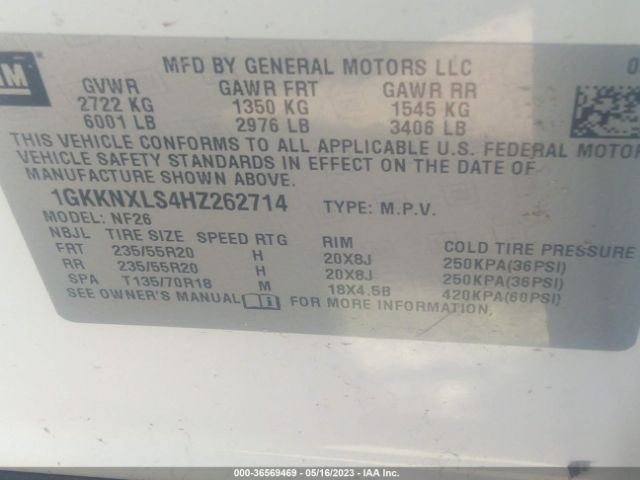 GM
MFD BY GENERAL MOTORS LLC
GVWR GAWR FRT GAWR RR
2722 KG 1350 KG 1545 KG
6001 LB 2976 LB 3406 LB
THIS VEHICLE CONFORMS TO ALL APPLICABLE U.S. FEDERAL MOTOR
VEHICLE SAFETY STANDARDS IN EFFECT ON THE DATE OF
MANUFACTURE SHOWN ABOVE.
1GKKNXLS4HZ262714 TYPE: M.P.V.
MODEL: NF26
NBJL TIRE SIZE SPEED RTG RIM COLD TIRE PRESSURE
FRT 235/55R20 H 20X8J 250KPA(36PSI)
RR 235/55R20 H 20X8J 250KPA(36PSI)
SPA T135/70R18 M 18X4.5B 420KPA(60PSI)
SEE OWNER'S MANUAL i FOR MORE INFORMATION.
000-36569469 - 05/16/2023 - IAA Inc.